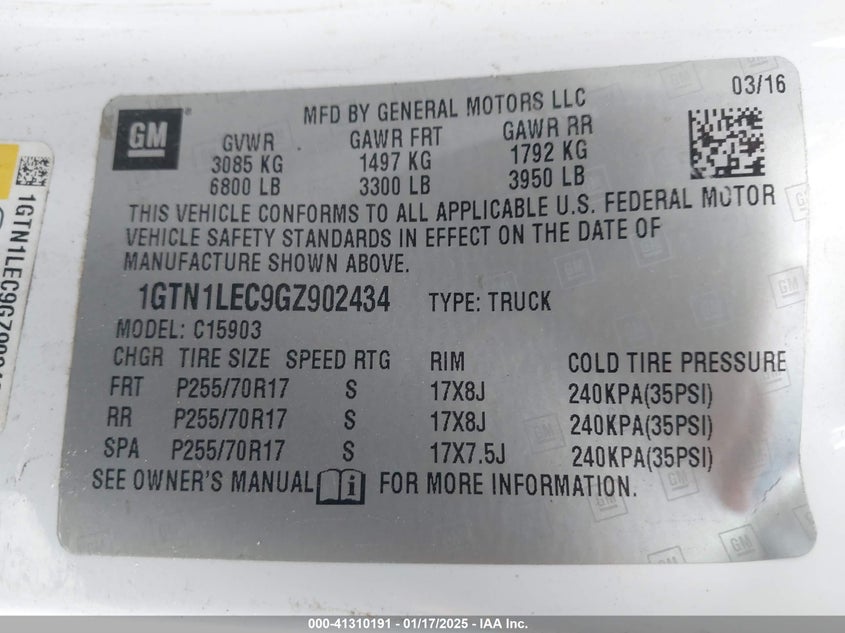 03/16
MFD BY GENERAL MOTORS LLC
GM GVWR GAWR FRT GAWR RR
3085 KG 1497 KG 1792 KG
6800 LB 3300 LB 3950 LB
THIS VEHICLE CONFORMS TO ALL APPLICABLE U.S. FEDERAL MOTOR
VEHICLE SAFETY STANDARDS IN EFFECT ON THE DATE OF
MANUFACTURE SHOWN ABOVE.
1GTN1LEC9GZ902434 TYPE: TRUCK
MODEL: C15903
CHGR TIRE SIZE SPEED RTG RIM COLD TIRE PRESSURE
FRT P255/70R17 S 17X8J 240KPA(35PSI)
RR P255/70R17 S 17X8J 240KPA(35PSI)
SPA P255/70R17 S 17X7.5J 240KPA(35PSI)
SEE OWNER'S MANUAL FOR MORE INFORMATION.
000-41310191 - 01/17/2025 - IAA Inc.